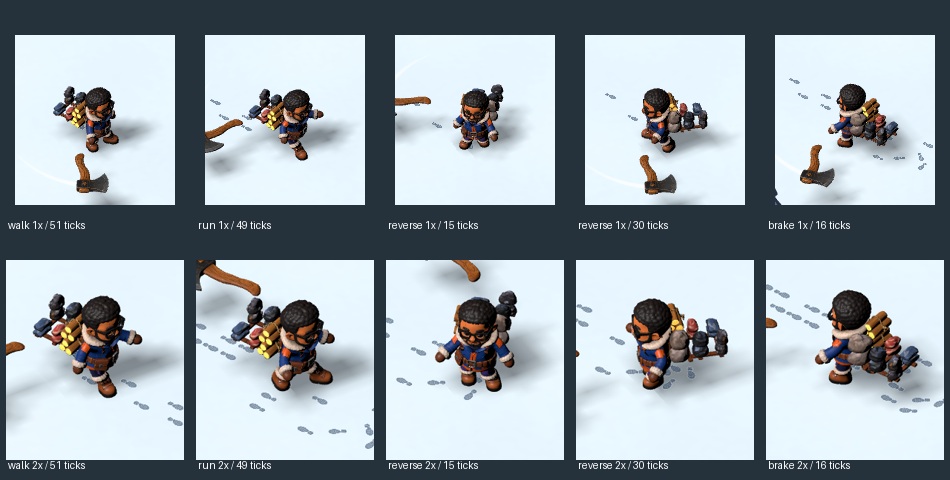 walk 1x / 51 ticks
run 1x / 49 ticks
reverse 1x / 15 ticks
reverse 1x / 30 ticks
brake 1x / 16 ticks
walk 2x / 51 ticks
run 2x / 49 ticks
reverse 2x / 15 ticks
reverse 2x / 30 ticks
brake 2x / 16 ticks